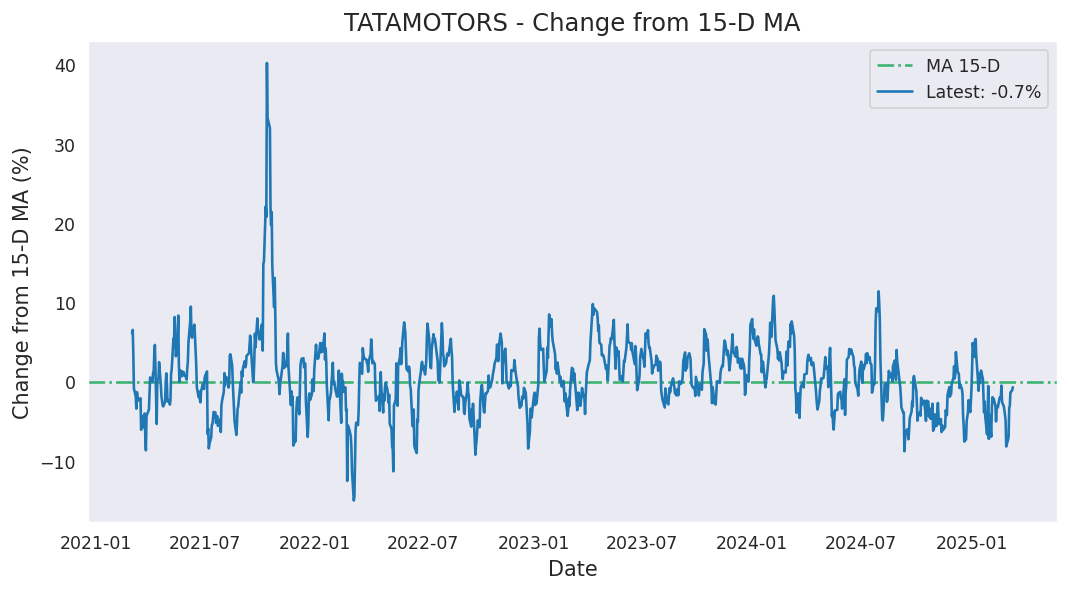 TATAMOTORS - Change from 15-D MA
MA 15-D
Latest: -0.7%
Change from 15-D MA (%)
40
30
20
10
0
−10
2021-01 2021-07 2022-01 2022-07 2023-01 2023-07 2024-01 2024-07 2025-01
Date